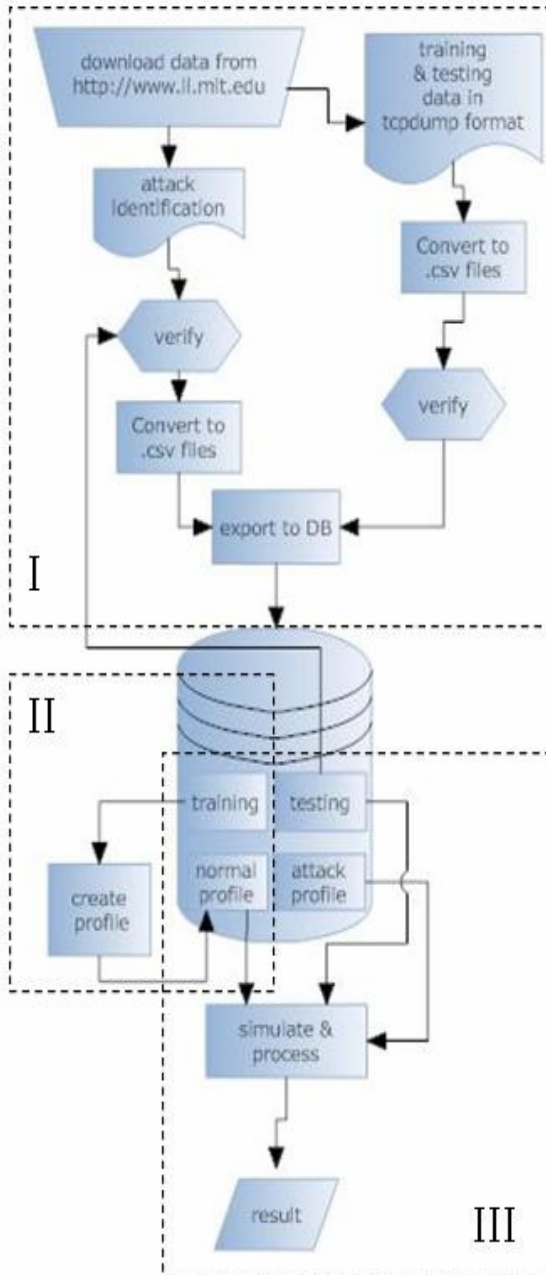 download data from
http://www.ll.mit.edu
training
& testing
data in
tcpdump format
attack
identification
Convert to
.csv files
verify
verify
Convert to
.csv files
export to DB
I
II
training
testing
normal
profile
attack
profile
create
profile
simulate &
process
result
III